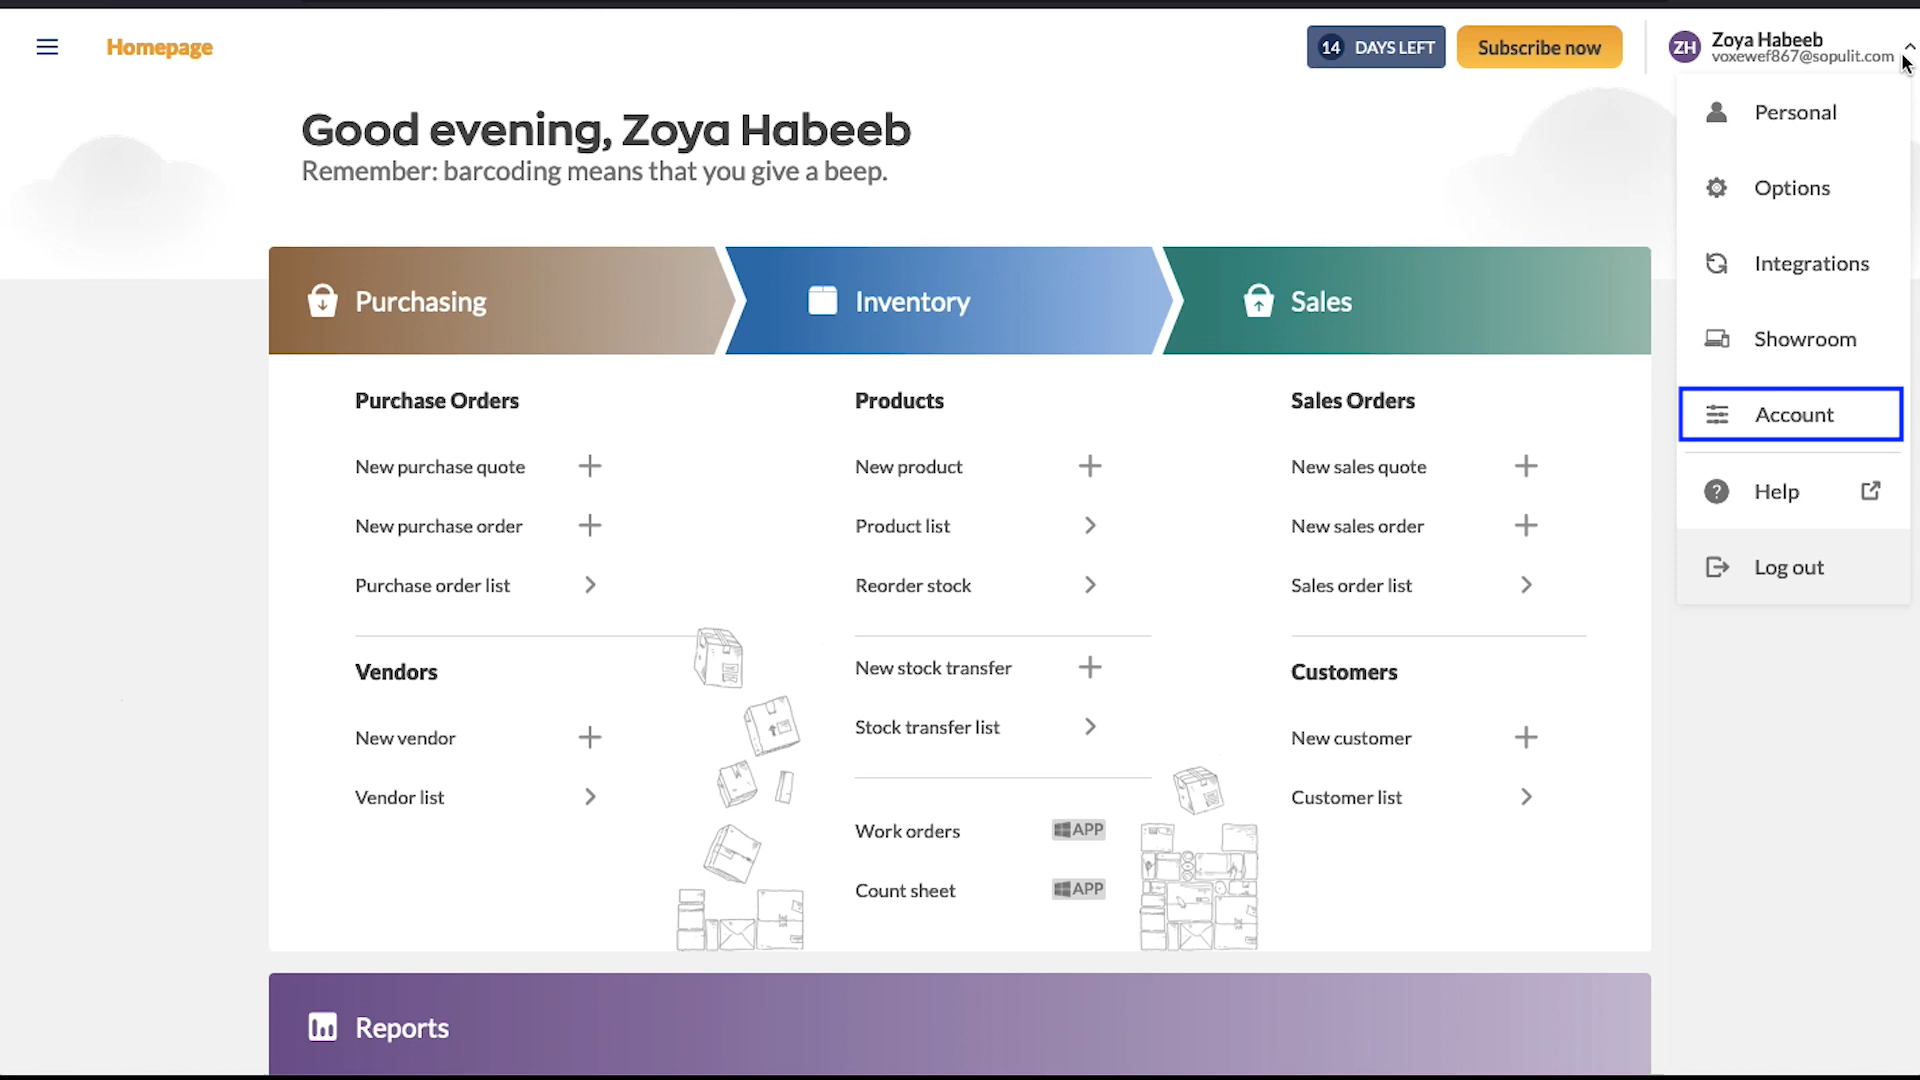 Homepage
14 DAYS LEFT
Subscribe now
ZH
Zoya Habeeb
voxewef867@sopulit.com
Good evening, Zoya Habeeb
Remember: barcoding means that you give a beep.
Personal
Options
Integrations
Showroom
Account
Help
Log out
Purchasing
Inventory
Sales
Purchase Orders
New purchase quote
New purchase order
Purchase order list
Vendors
New vendor
Vendor list
Products
New product
Product list
Reorder stock
New stock transfer
Stock transfer list
Work orders APP
Count sheet APP
Sales Orders
New sales quote
New sales order
Sales order list
Customers
New customer
Customer list
Reports